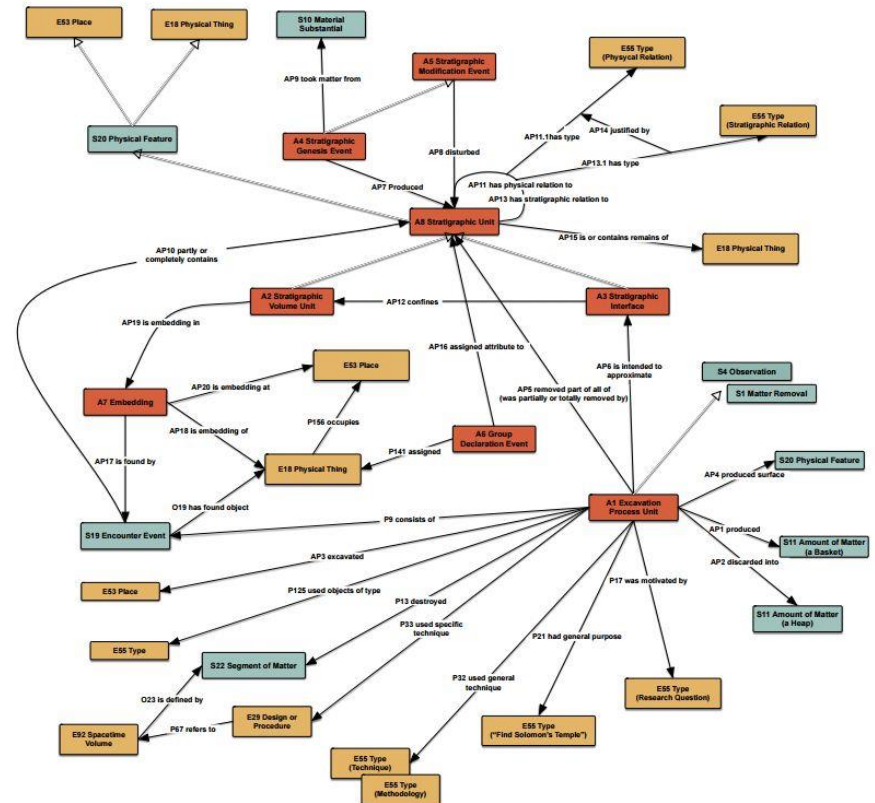 E53 Place
E18 Physical Thing
S10 Material
Substantial
A5 Stratigraphic
Modification Event
E55 Type
(Physycal Relation)
AP9 took matter from
E55 Type
(Stratigraphic Relation)
S20 Physical Feature
A4 Stratigraphic
Genesis Event
AP11.1has type
AP14 justified by
AP8 disturbed
AP13.1 has type
AP7 Produced
AP11 has physical relation to
AP13 has stratigraphic relation to
A8 Stratigraphic Unit
AP10 partly or
completely contains
AP15 is or contains remains of
E18 Physical Thing
A2 Stratigraphic
Volume Unit
AP12 confines
A3 Stratigraphic
Interface
AP19 is embedding in
AP16 assigned attribute to
E53 Place
AP6 is intended to
approximate
S4 Observation
AP20 is embedding at
AP5 removed part of all of
(was partially or totally removed by)
S1 Matter Removal
A7 Embedding
P156 occupies
AP18 is embedding of
A6 Group
Declaration Event
P141 assigned
AP17 is found by
E18 Physical Thing
S20 Physical Feature
AP4 produced surface
O19 has found object
A1 Excavation
Process Unit
P9 consists of
AP1 produced
S19 Encounter Event
S11 Amount of Matter
(a Basket)
AP3 excavated
AP2 discarded into
E53 Place
P125 used objects of type
P17 was motivated by
P13 destroyed
S11 Amount of Matter
(a Heap)
P33 used specific
technique
P21 had general purpose
E55 Type
S22 Segment of Matter
P32 used general
technique
O23 is defined by
E55 Type
(Research Question)
E29 Design or
Procedure
P67 refers to
E92 Spacetime
Volume
E55 Type
("Find Solomon's Temple")
E55 Type
(Technique)
E55 Type
(Methodology)